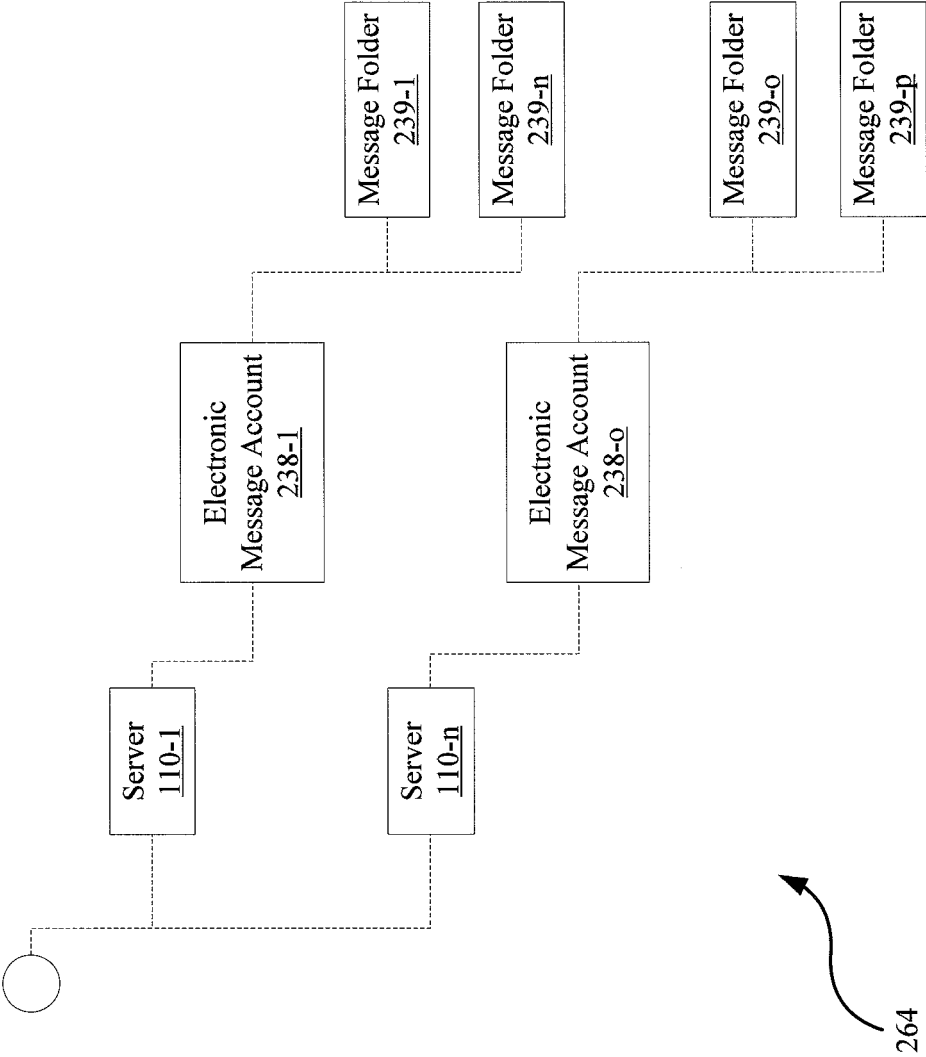 Server
110-1
Electronic
Message Account
238-1
Message Folder
239-1
Message Folder
239-n
Server
110-n
Electronic
Message Account
238-o
Message Folder
239-o
Message Folder
239-p
264